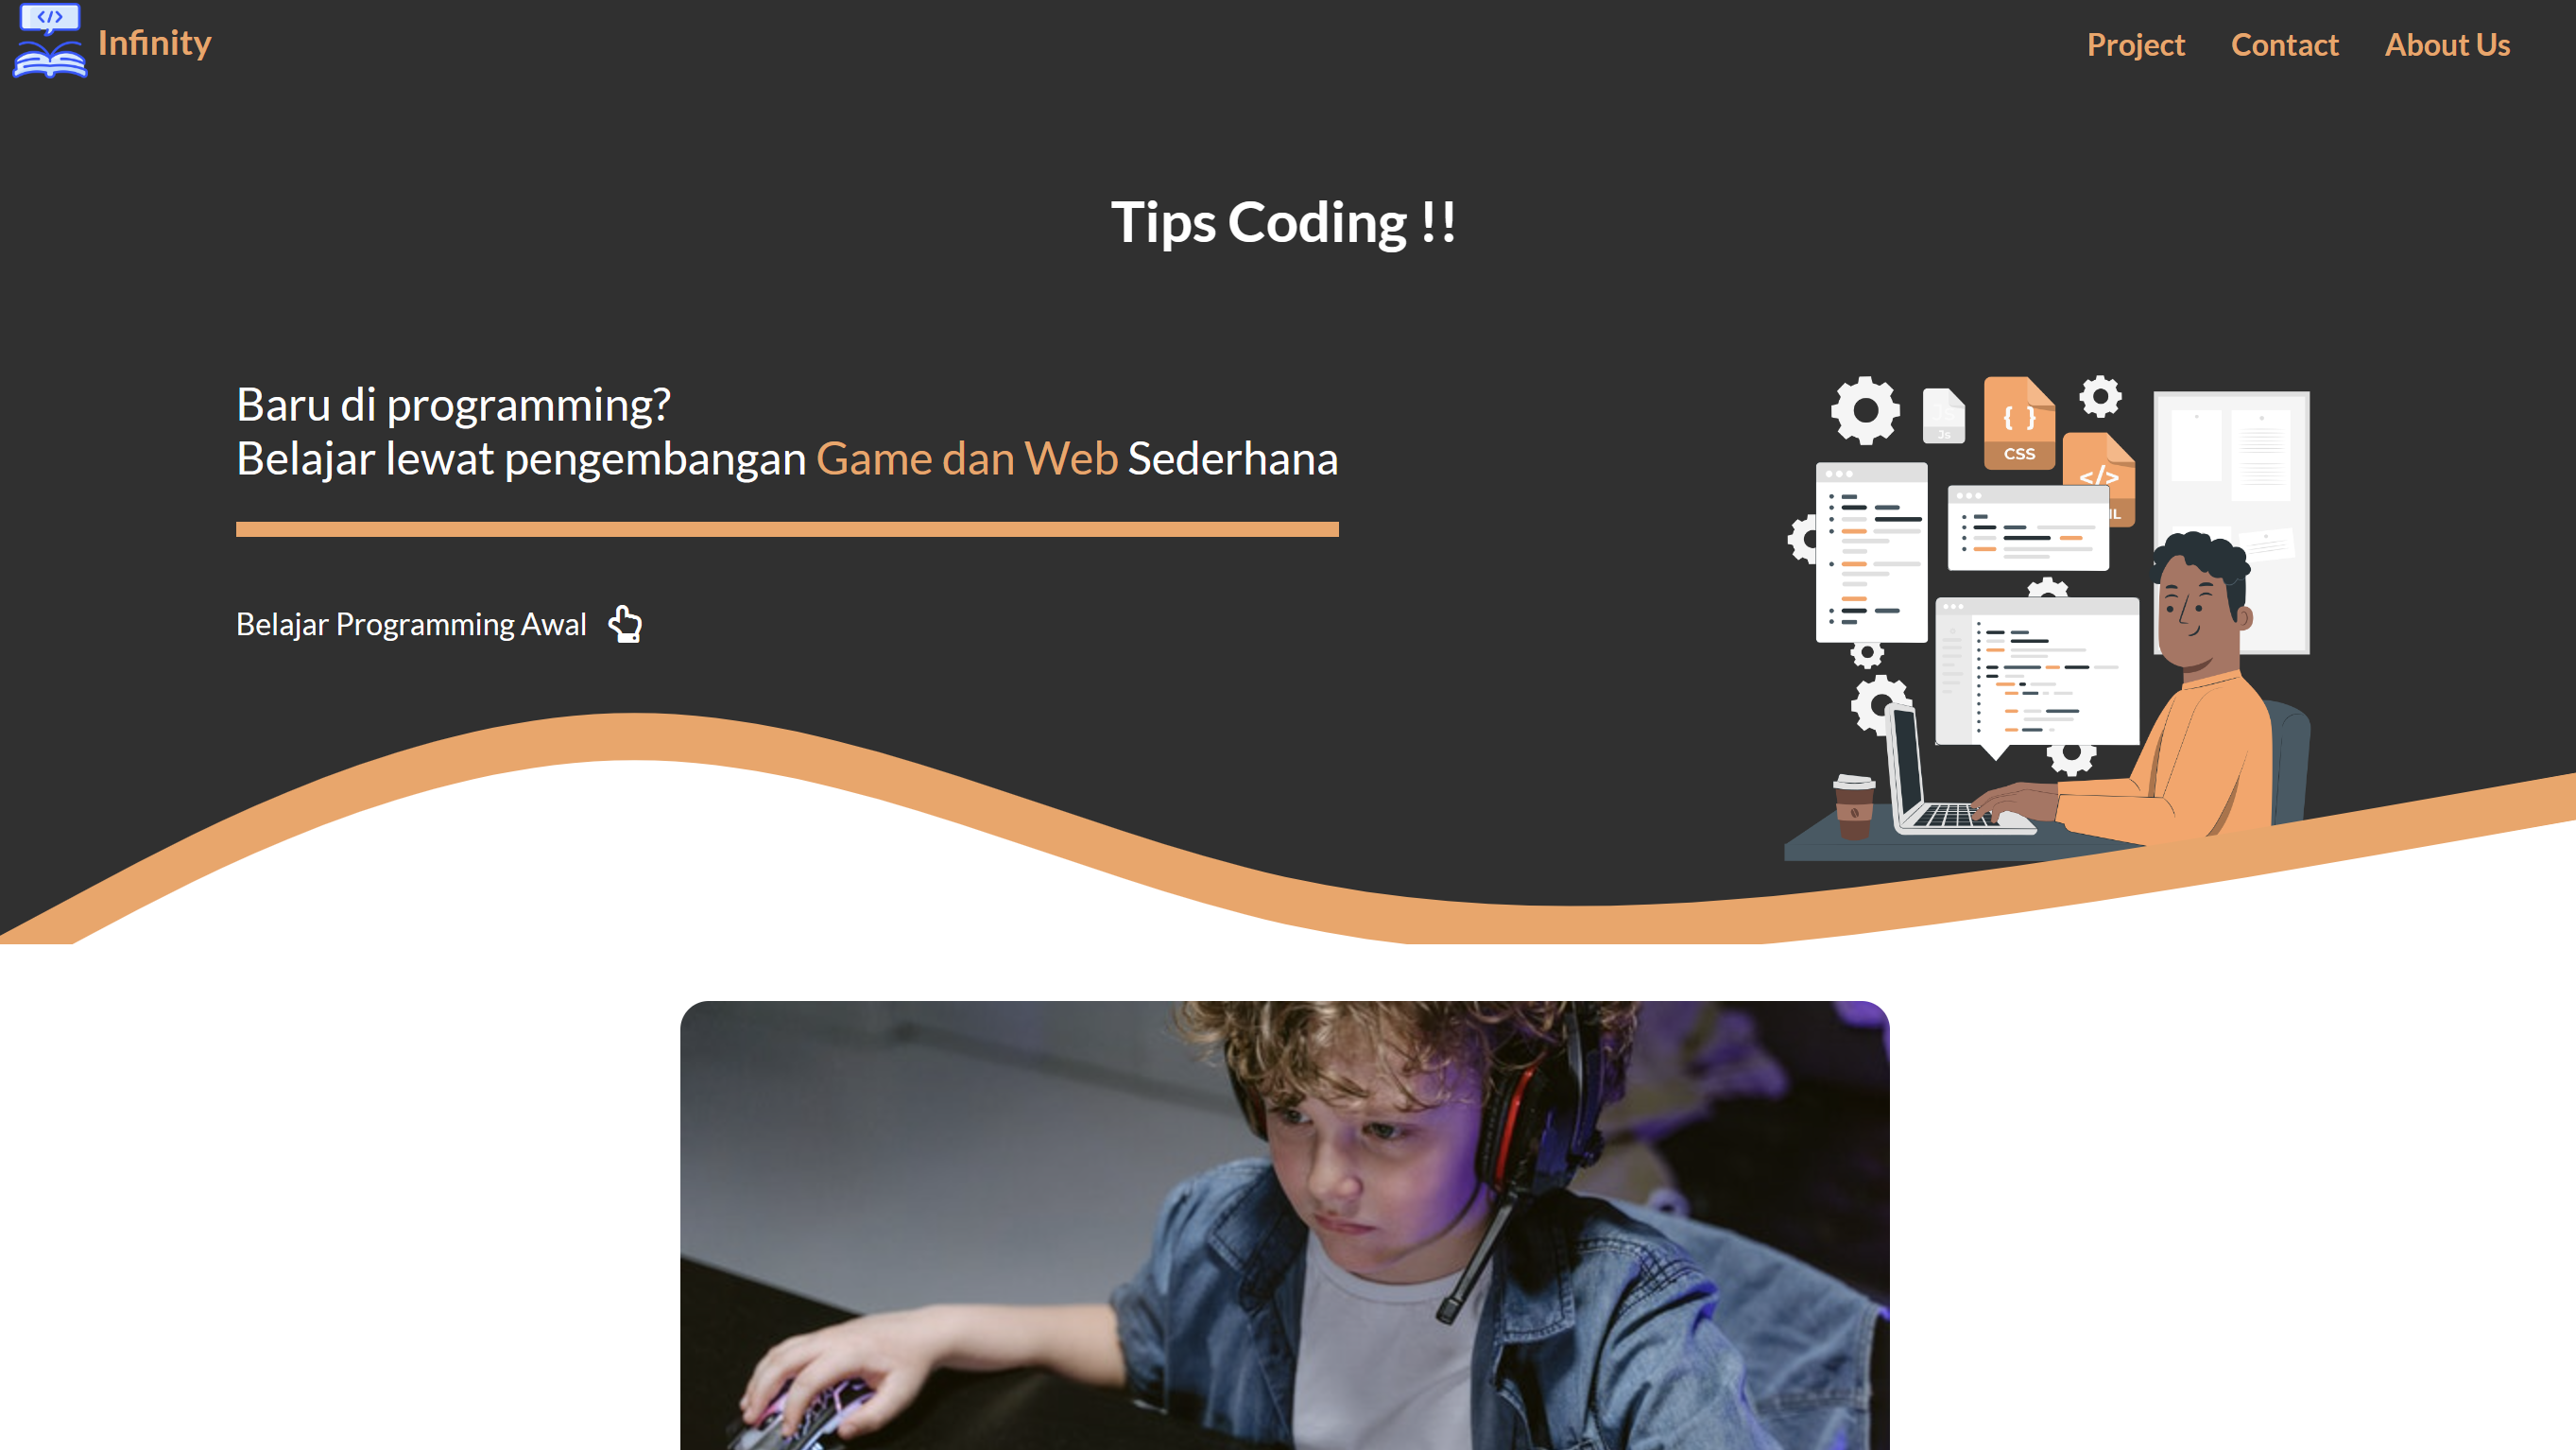 </>
Infinity
Project
Contact
About Us
Tips Coding !!
Baru di programming?
Belajar lewat pengembangan Game dan Web Sederhana
Belajar Programming Awal
Js
{ }
CSS
</>